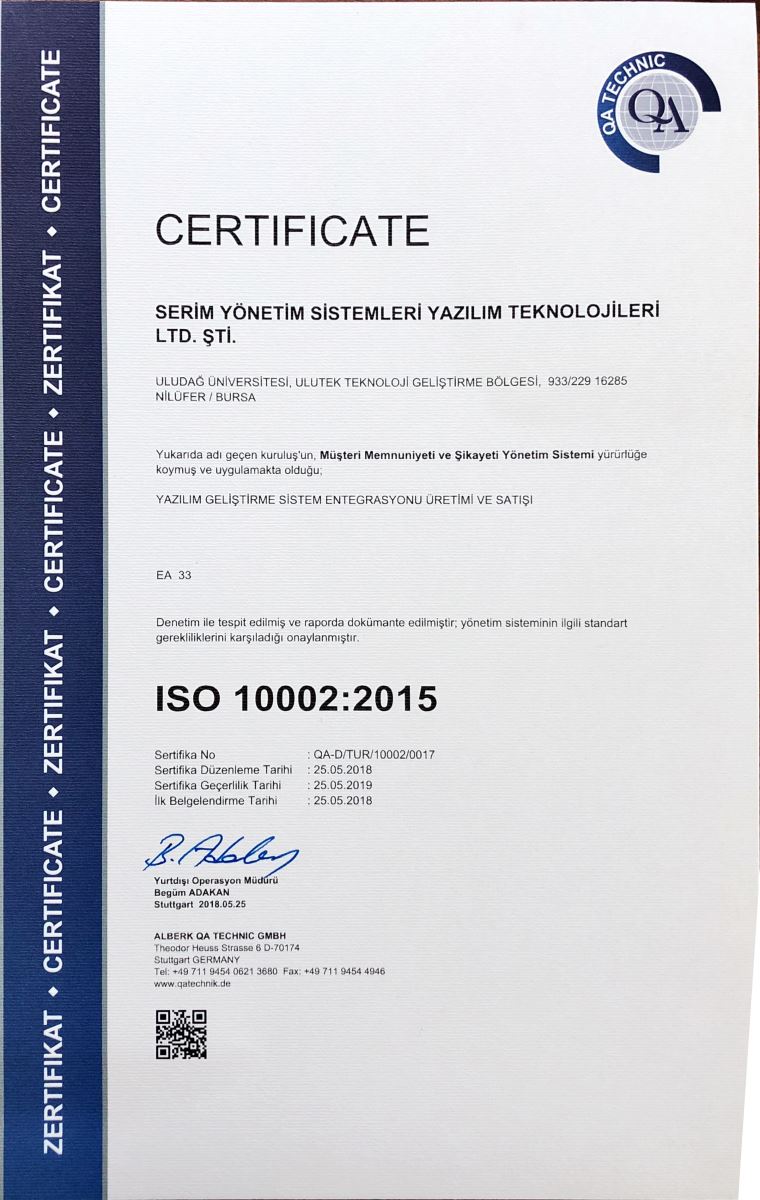 ZERTIFIKAT ◆ CERTIFICATE ◆ ZERTIFIKAT ◆ CERTIFICATE ◆ ZERTIFIKAT ◆ CERTIFICATE
QA TECHNIC
QA
CERTIFICATE
SERİM YÖNETİM SİSTEMLERİ YAZILIM TEKNOLOJİLERİ
LTD. ŞTİ.
ULUDAĞ ÜNİVERSİTESİ, ULUTEK TEKNOLOJİ GELİŞTİRME BÖLGESİ, 933/229 16285
NİLÜFER / BURSA
Yukarıda adı geçen kuruluş'un, Müşteri Memnuniyeti ve Şikayeti Yönetim Sistemi yürürlüğe
koymuş ve uygulamakta olduğu;
YAZILIM GELİŞTİRME SİSTEM ENTEGRASYONU ÜRETİMİ VE SATIŞI
EA 33
Denetim ile tespit edilmiş ve raporda dokümante edilmiştir; yönetim sisteminin ilgili standart
gerekliliklerini karşıladığı onaylanmıştır.
ISO 10002:2015
Sertifika No : QA-D/TUR/10002/0017
Sertifika Düzenleme Tarihi : 25.05.2018
Sertifika Geçerlilik Tarihi : 25.05.2019
İlk Belgelendirme Tarihi : 25.05.2018
B. Adakan
Yurtdışı Operasyon Müdürü
Begüm ADAKAN
Stuttgart 2018.05.25
ALBERK QA TECHNIC GMBH
Theodor Heuss Strasse 6 D-70174
Stuttgart GERMANY
Tel: +49 711 9454 0621 3680 Fax: +49 711 9454 4946
www.qatechnik.de